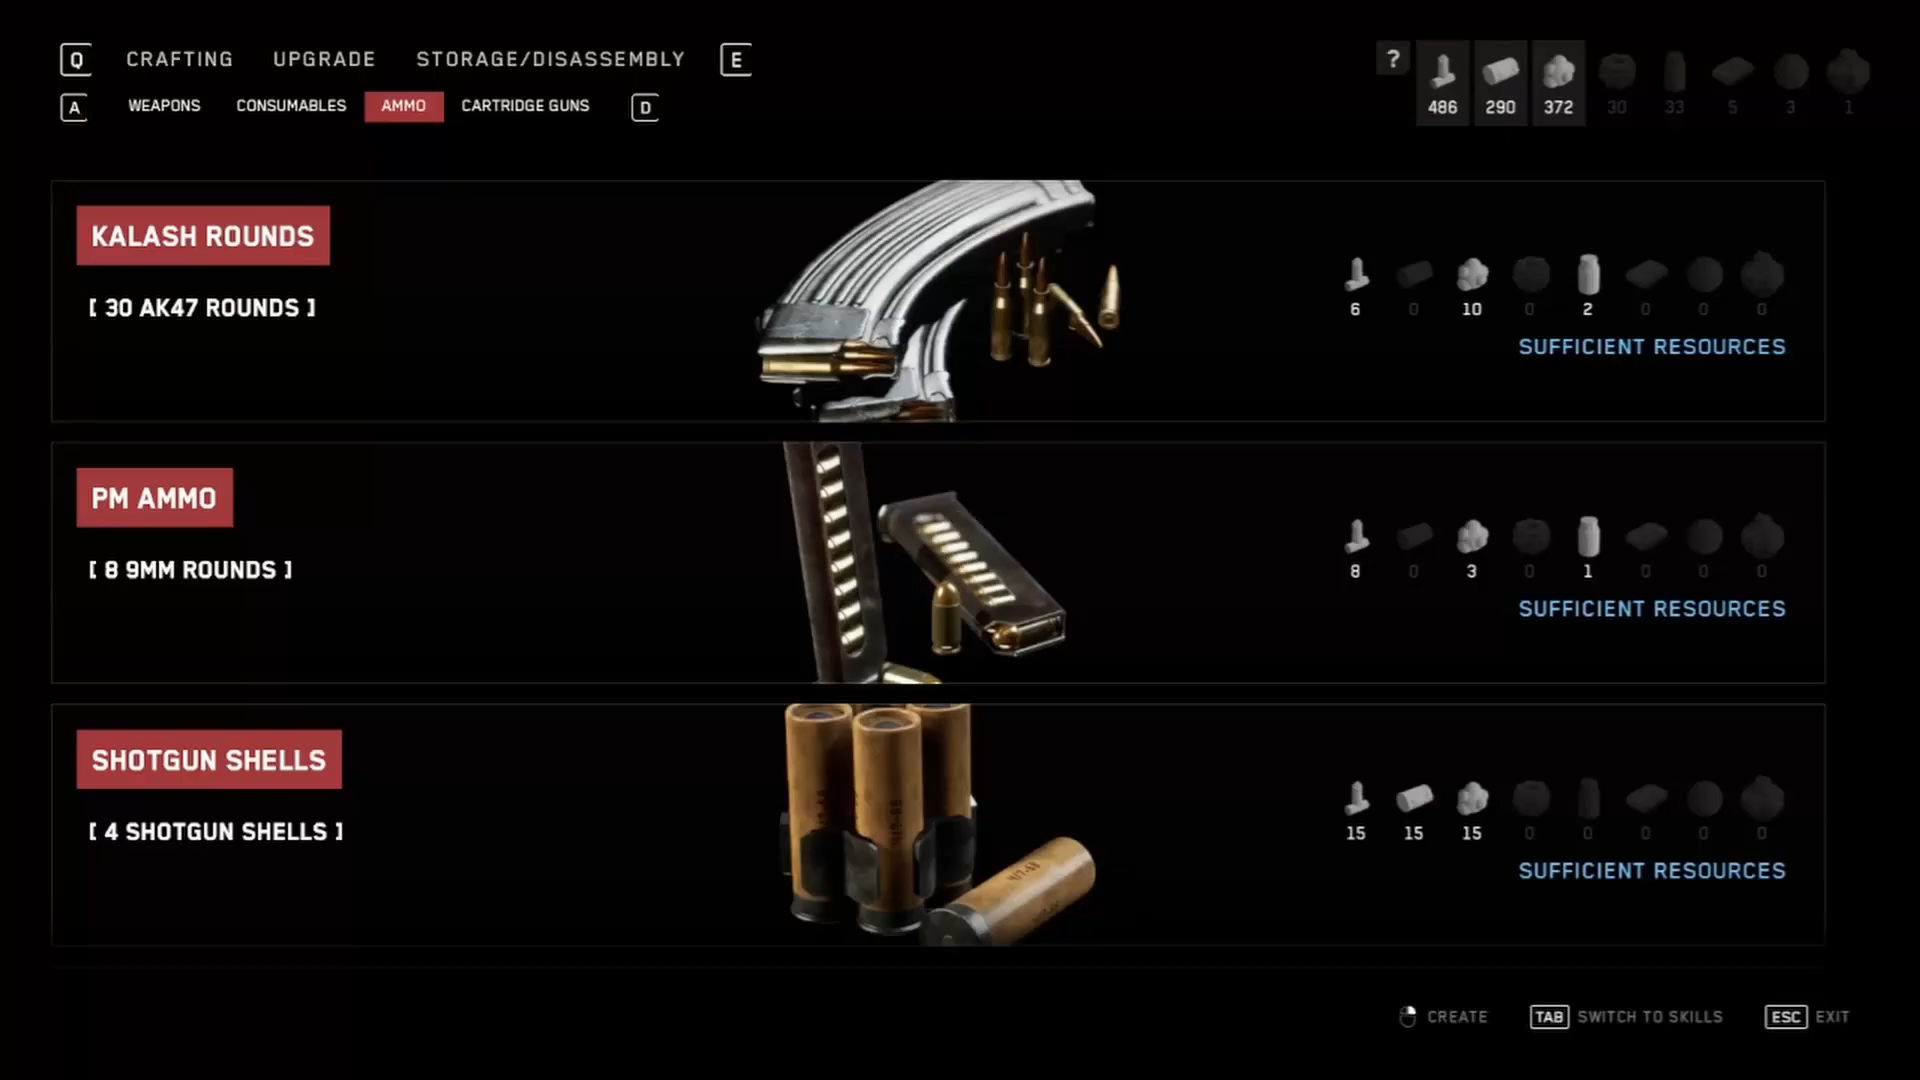 Q CRAFTING UPGRADE STORAGE/DISASSEMBLY E
A WEAPONS CONSUMABLES AMMO CARTRIDGE GUNS D
?
486 290 372 30 33 5 3 1
KALASH ROUNDS
[ 30 AK47 ROUNDS ]
6 0 10 0 2 0 0 0
SUFFICIENT RESOURCES
PM AMMO
[ 8 9MM ROUNDS ]
8 0 3 0 1 0 0 0
SUFFICIENT RESOURCES
SHOTGUN SHELLS
[ 4 SHOTGUN SHELLS ]
15 15 15 0 0 0 0 0
SUFFICIENT RESOURCES
CREATE TAB SWITCH TO SKILLS ESC EXIT